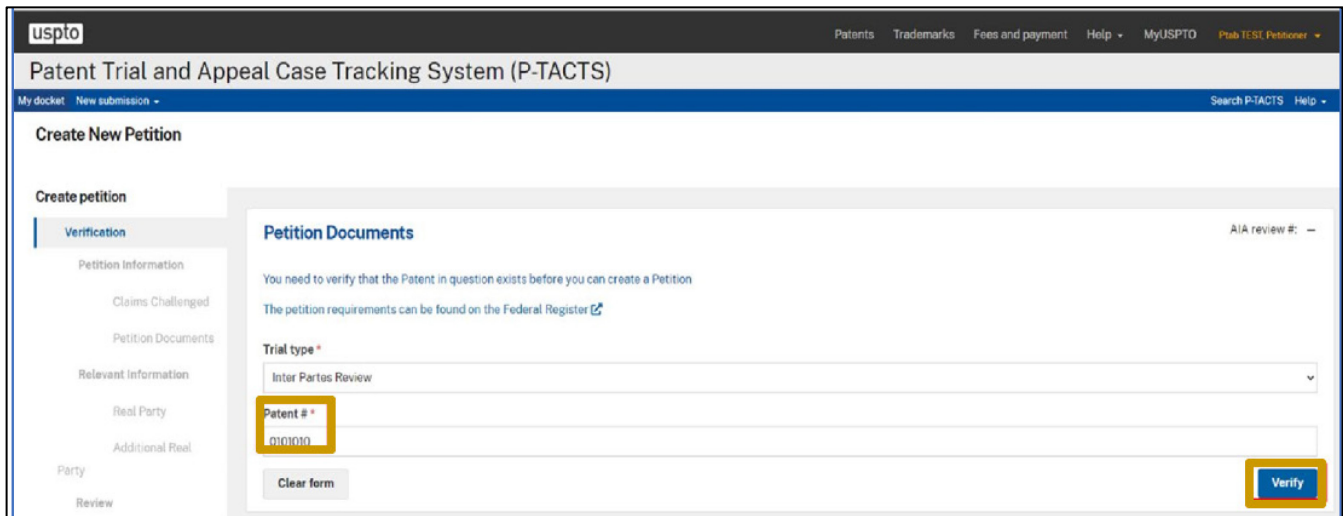 uspto Patents Trademarks Fees and payment Help MyUSPTO Ptab TEST, Petitioner
Patent Trial and Appeal Case Tracking System (P-TACTS)
My docket New submission Search P-TACTS Help
Create New Petition
Create petition
Verification
Petition Information
Claims Challenged
Petition Documents
Relevant Information
Real Party
Additional Real
Party
Review
Petition Documents AIA review #: —
You need to verify that the Patent in question exists before you can create a Petition
The petition requirements can be found on the Federal Register
Trial type *
Inter Partes Review
Patent # *
0101010
Clear form Verify